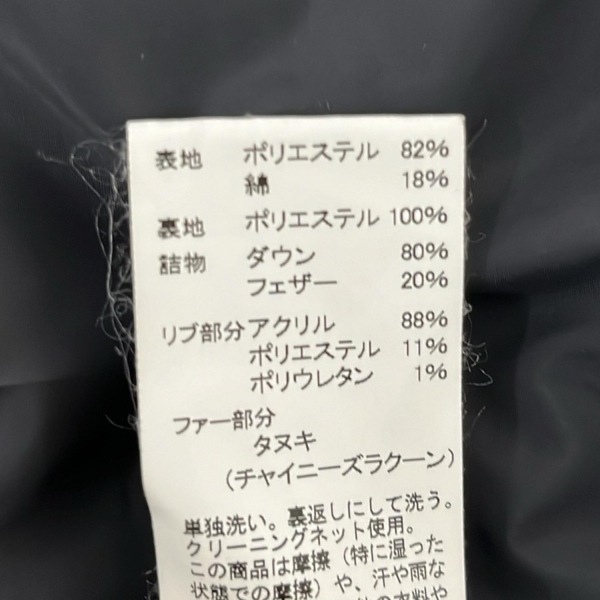 表地 ポリエステル 82%
綿 18%
裏地 ポリエステル 100%
詰物 ダウン 80%
フェザー 20%
リブ部分 アクリル 88%
ポリエステル 11%
ポリウレタン 1%
ファー部分
タヌキ
(チャイニーズラクーン)
単独洗い。裏返しにして洗う。
クリーニングネット使用。
この商品は摩擦(特に湿った
状態での摩擦)や、汗や雨な
の衣料や